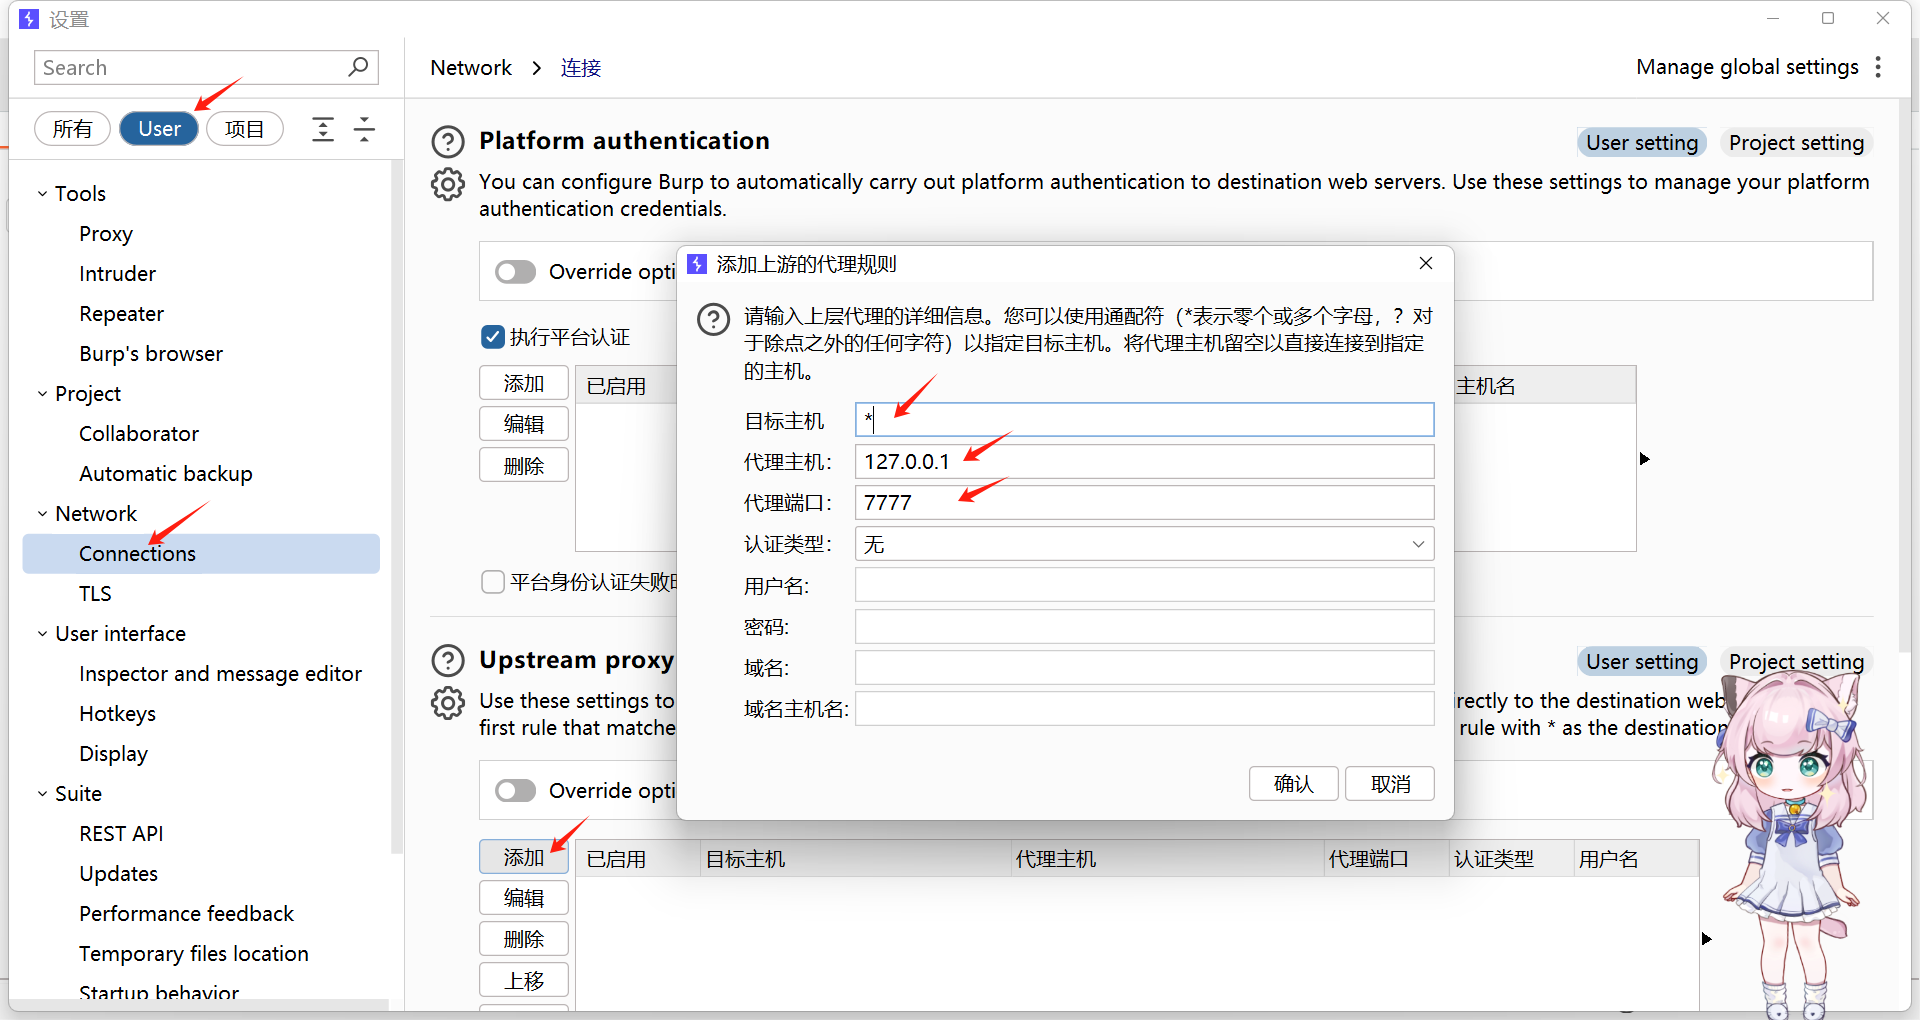 设置
Search
所有
User
项目
Tools
Proxy
Intruder
Repeater
Burp's browser
Project
Collaborator
Automatic backup
Network
Connections
TLS
User interface
Inspector and message editor
Hotkeys
Display
Suite
REST API
Updates
Performance feedback
Temporary files location
Startup behavior
Network > 连接
Manage global settings
Platform authentication
User setting
Project setting
You can configure Burp to automatically carry out platform authentication to destination web servers. Use these settings to manage your platform
authentication credentials.
Override opti
执行平台认证
添加
编辑
删除
已启用
主机名
平台身份认证失败时
添加上游的代理规则
请输入上层代理的详细信息。您可以使用通配符（*表示零个或多个字母，？对
于除点之外的任何字符）以指定目标主机。将代理主机留空以直接连接到指定
的主机。
目标主机
*
代理主机：
127.0.0.1
代理端口：
7777
认证类型：
无
用户名:
密码:
域名:
域名主机名:
确认
取消
Upstream proxy
User setting
Project setting
Use these settings to
rectly to the destination web
first rule that matche
rule with * as the destination
Override opti
添加
编辑
删除
上移
已启用
目标主机
代理主机
代理端口
认证类型
用户名